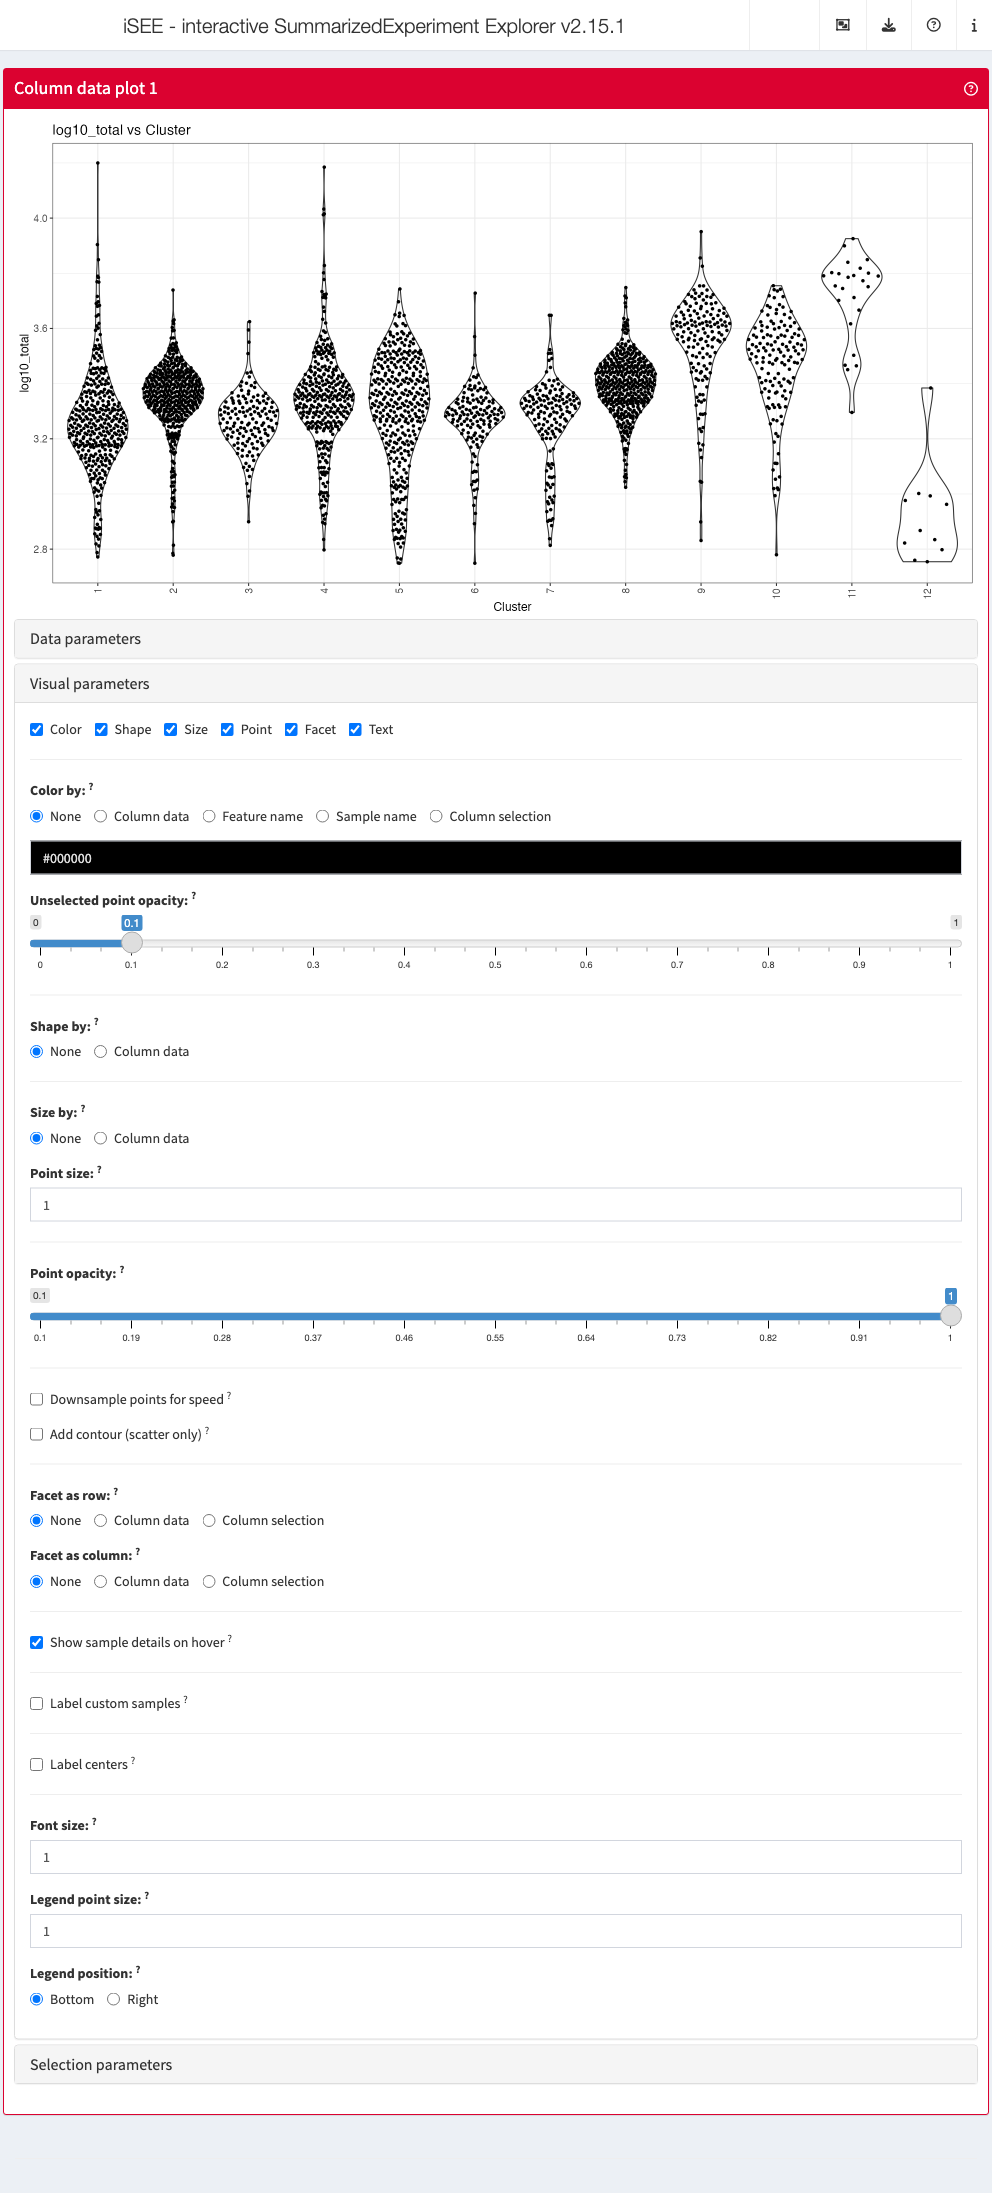 iSEE - interactive SummarizedExperiment Explorer v2.15.1
Column data plot 1
log10_total vs Cluster
4.0
3.6
3.2
2.8
log10_total
1 2 3 4 5 6 7 8 9 10 11 12
Cluster
Data parameters
Visual parameters
Color Shape Size Point Facet Text
Color by: ?
None Column data Feature name Sample name Column selection
#000000
Unselected point opacity: ?
0 0.1 1
0 0.1 0.2 0.3 0.4 0.5 0.6 0.7 0.8 0.9 1
Shape by: ?
None Column data
Size by: ?
None Column data
Point size: ?
1
Point opacity: ?
0.1 1
0.1 0.19 0.28 0.37 0.46 0.55 0.64 0.73 0.82 0.91 1
Downsample points for speed ?
Add contour (scatter only) ?
Facet as row: ?
None Column data Column selection
Facet as column: ?
None Column data Column selection
Show sample details on hover ?
Label custom samples ?
Label centers ?
Font size: ?
1
Legend point size: ?
1
Legend position: ?
Bottom Right
Selection parameters